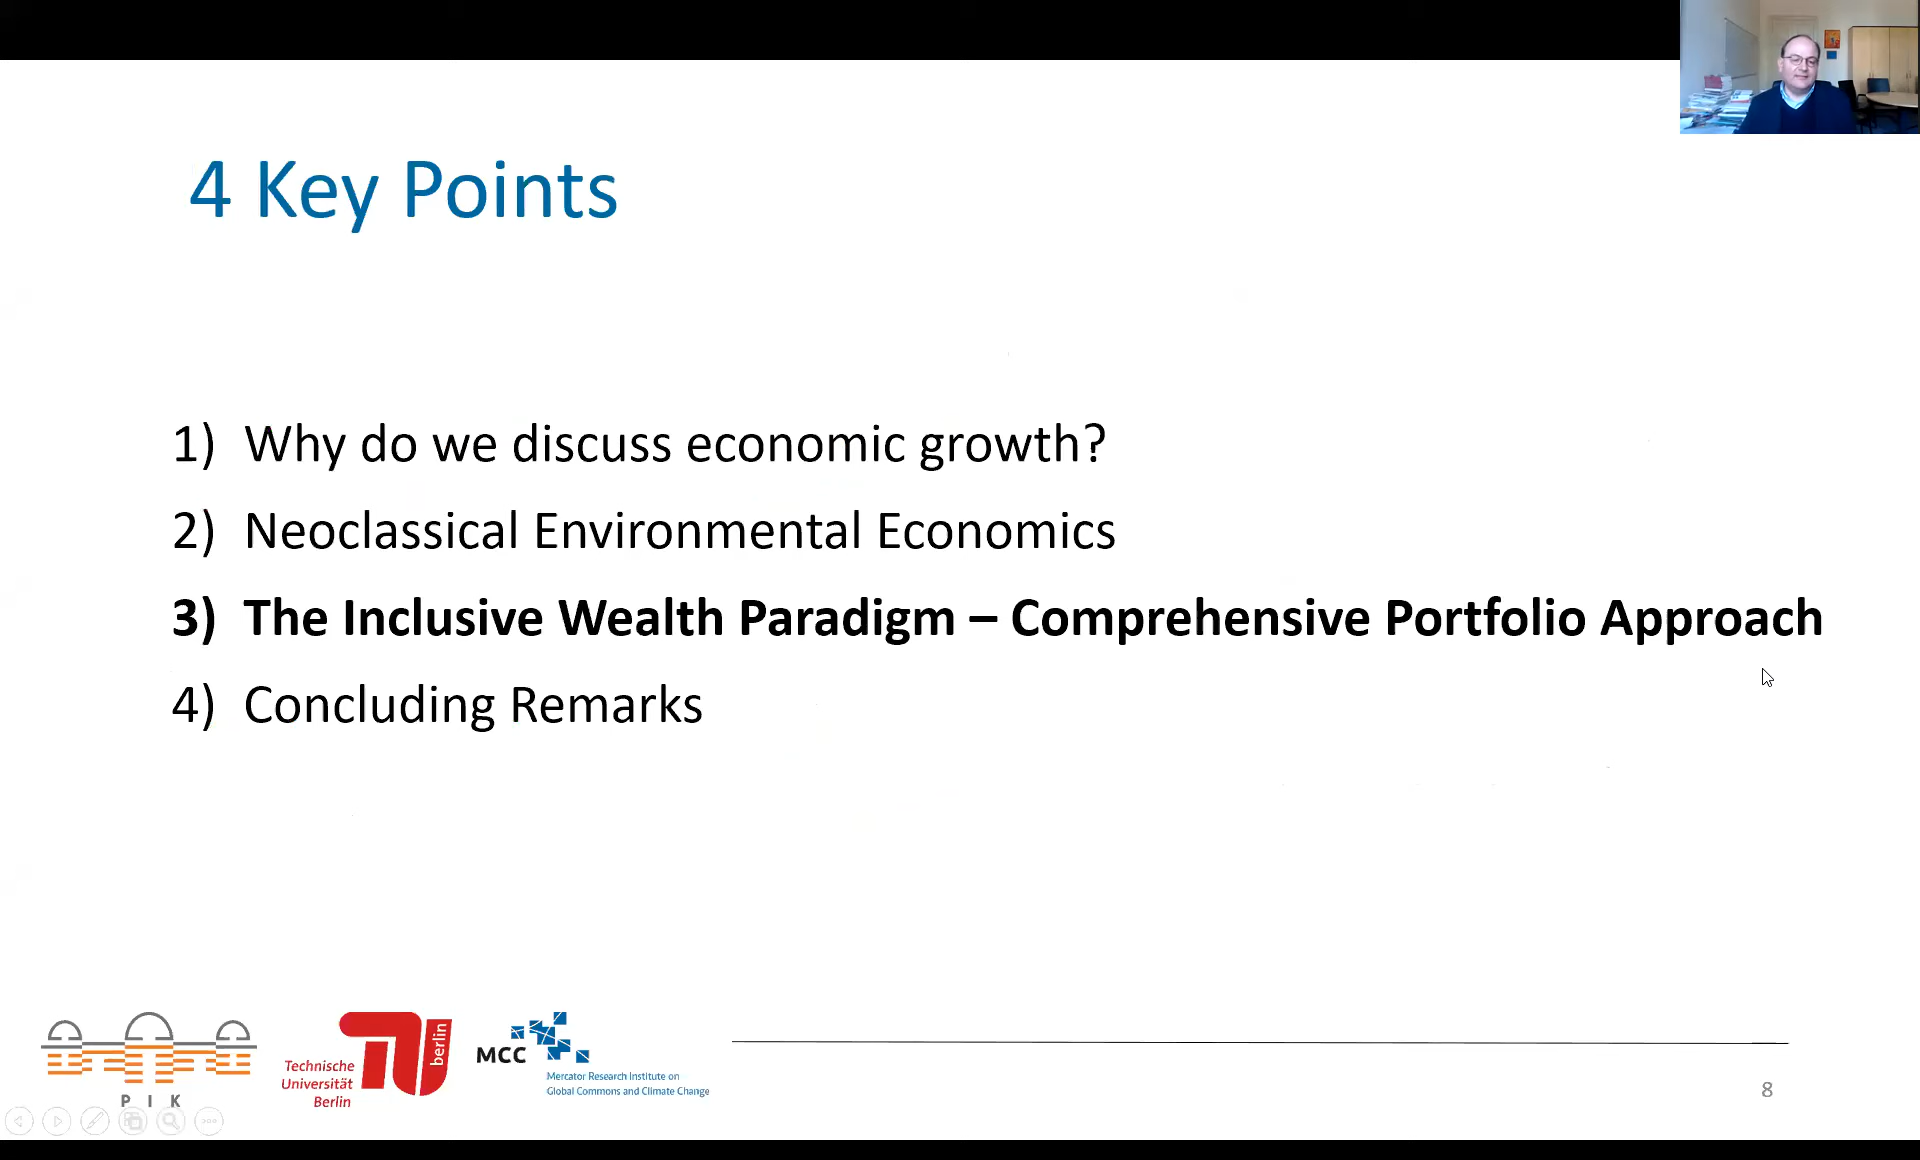 4 Key Points
1) Why do we discuss economic growth?
2) Neoclassical Environmental Economics
3) The Inclusive Wealth Paradigm – Comprehensive Portfolio Approach
4) Concluding Remarks
P I K
Technische
Universität
Berlin
berlin
MCC
Mercator Research Institute on
Global Commons and Climate Change
8